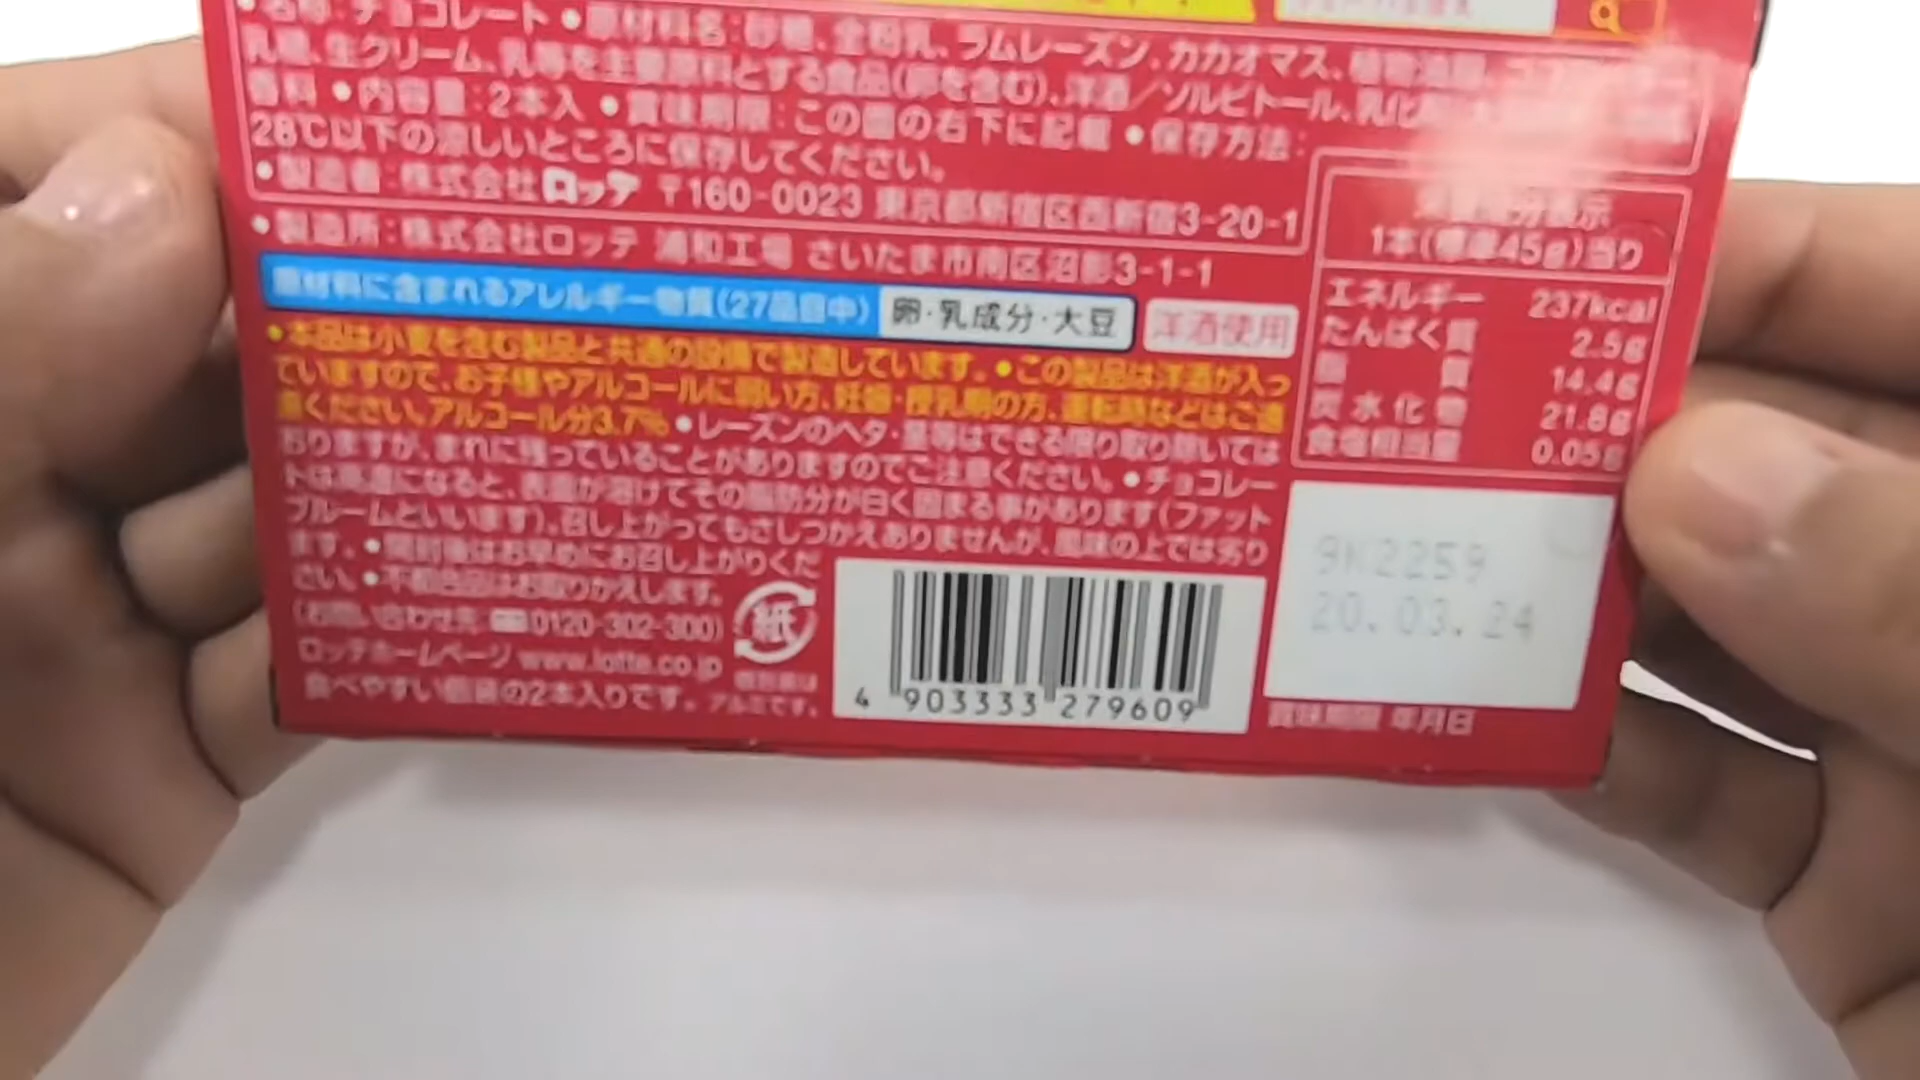 ●名称：チョコレート ●原材料名：砂糖、全粉乳、ラムレーズン、カカオマス、植物油脂、
乳糖、生クリーム、乳等を主要原料とする食品(卵を含む)、洋酒／ソルビトール、乳化
香料 ●内容量：2本入 ●賞味期限：この面の右下に記載 ●保存方法：
28℃以下の涼しいところに保存してください。
●製造者：株式会社ロッテ 〒160-0023 東京都新宿区西新宿3-20-1
●製造所：株式会社ロッテ 浦和工場 さいたま市南区沼影3-1-1
原材料に含まれるアレルギー物質(27品目中) 卵・乳成分・大豆 洋酒使用
●本品は小麦を含む製品と共通の設備で製造しています。●この製品は洋酒が入っ
ていますので、お子様やアルコールに弱い方、妊娠・授乳期の方、運転時などはご遠
慮ください。アルコール分3.7% ●レーズンのヘタ・茎等はできる限り取り除いては
おりますが、まれに残っていることがありますのでご注意ください。●チョコレー
トは高温になると、表面が溶けてその脂肪分が白く固まる事があります(ファット
ブルームといいます)。召し上がってもさしつかえありませんが、風味の上では劣り
ます。●開封後はお早めにお召し上がりくだ
さい。●不都合品はお取りかえします。
(お問い合わせ先 0120-302-300)
ロッテホームページ www.lotte.co.jp
食べやすい包装の2本入りです。
紙
個包装は
アルミです。
4 903333 279609
栄養成分表示
1本(標準45g)当り
エネルギー 237kcal
たんぱく質 2.5g
脂質 14.4g
炭水化物 21.8g
食塩相当量 0.05g
9K2259
20.03.24
賞味期限 年月日